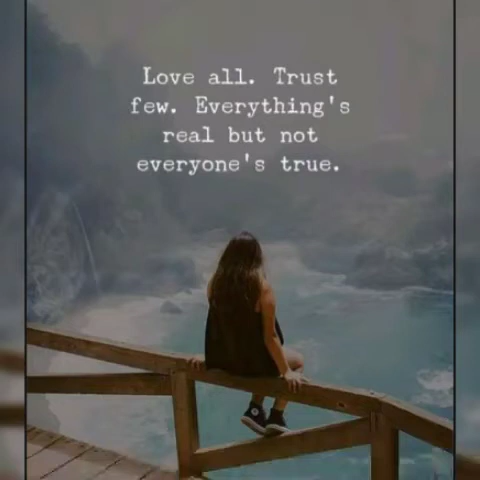 Love all. Trust
few. Everything's
real but not
everyone's true.